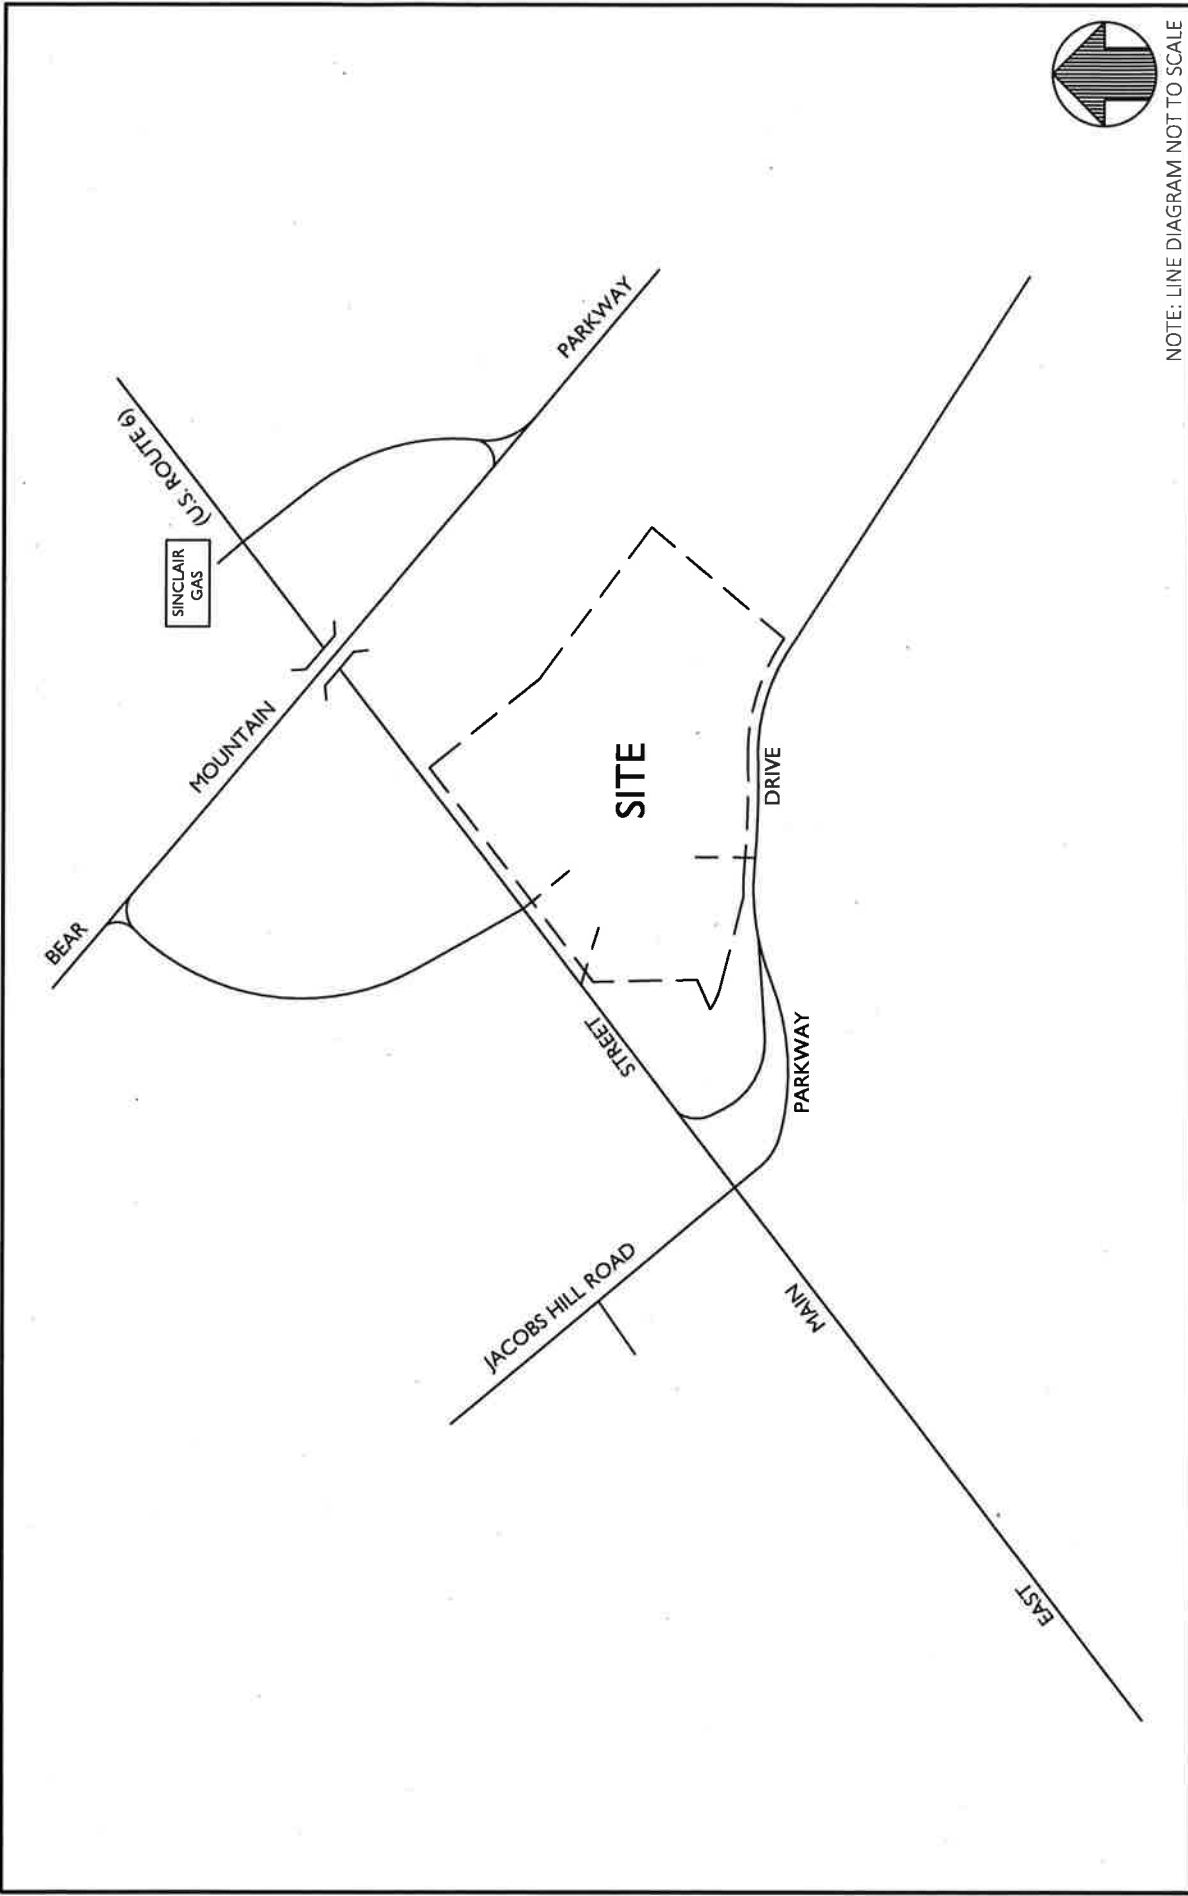 BEAR
MOUNTAIN
PARKWAY
(U.S. ROUTE 6)
SINCLAIR
GAS
SITE
STREET
DRIVE
PARKWAY
JACOBS HILL ROAD
MAIN
EAST
NOTE: LINE DIAGRAM NOT TO SCALE